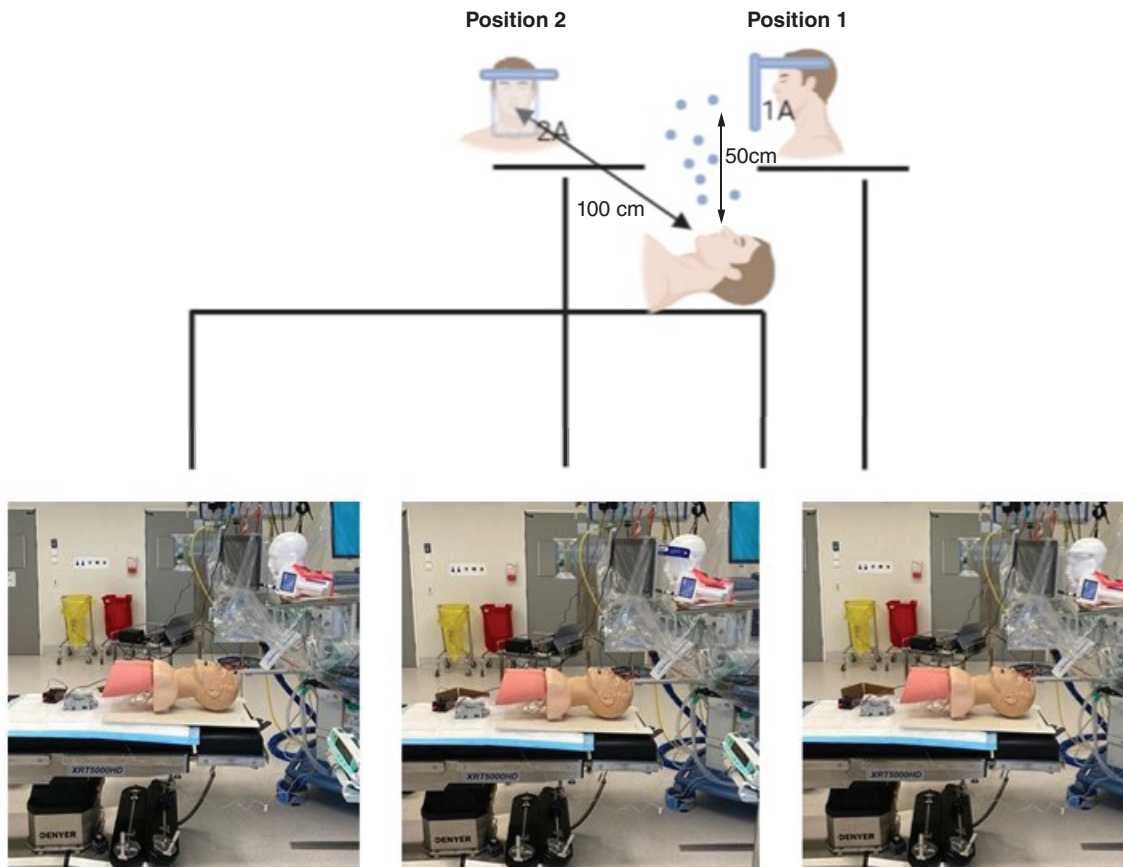 Position 2
Position 1
1A
2A
50cm
100 cm
XRT5000HD
DENYER
XRT5000HD
DENYER
XRT5000HD
DENYER